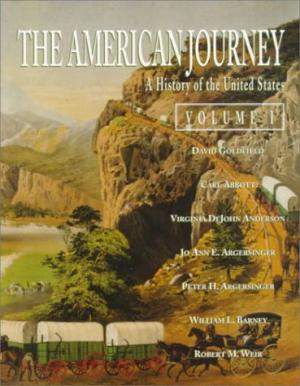 THE AMERICAN JOURNEY
A History of the United States
VOLUME I
DAVID GOLDFIELD
CARL ABBOTT
VIRGINIA DEJOHN ANDERSON
JO ANN E. ARGERSINGER
PETER H. ARGERSINGER
WILLIAM L. BARNEY
ROBERT M. WEIR